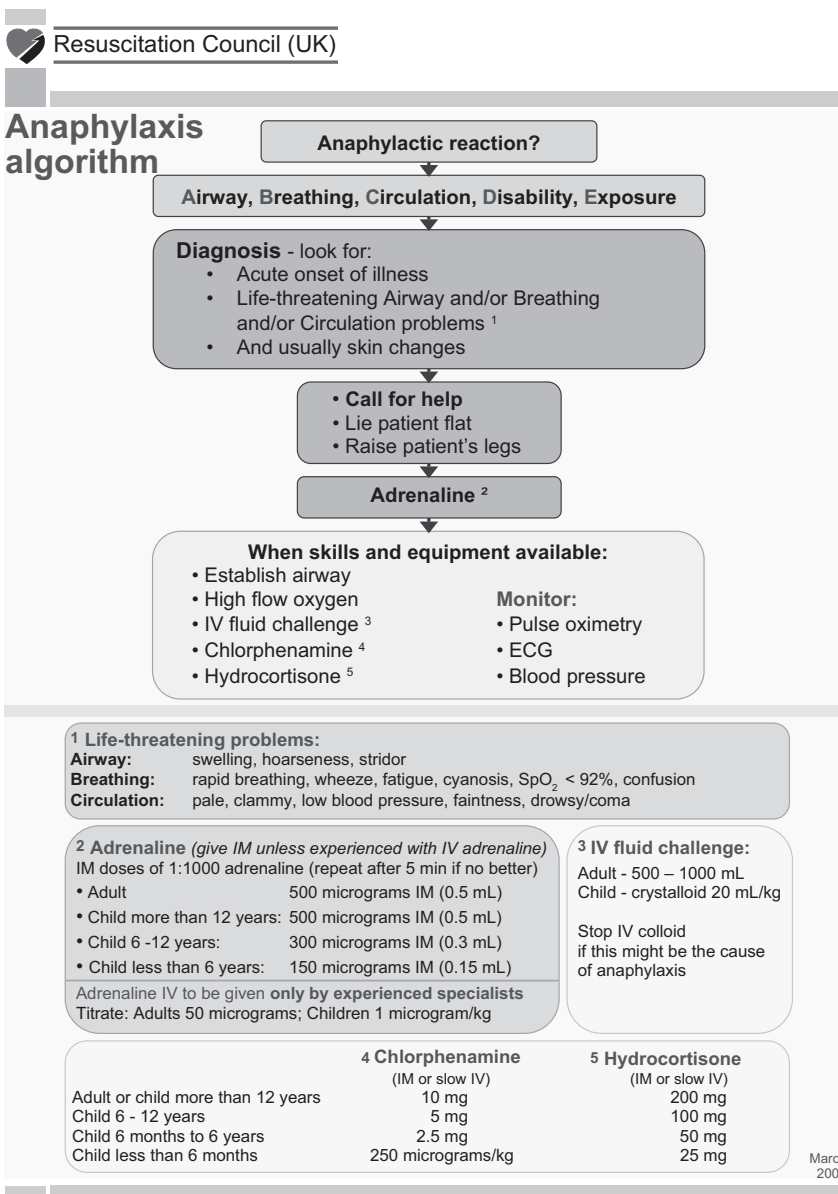 Resuscitation Council (UK)
Anaphylaxis
algorithm
Anaphylactic reaction?
Airway, Breathing, Circulation, Disability, Exposure
Diagnosis - look for:
• Acute onset of illness
• Life-threatening Airway and/or Breathing
and/or Circulation problems ¹
• And usually skin changes
• Call for help
• Lie patient flat
• Raise patient's legs
Adrenaline ²
When skills and equipment available:
• Establish airway
• High flow oxygen
• IV fluid challenge ³
• Chlorphenamine ⁴
• Hydrocortisone ⁵
Monitor:
• Pulse oximetry
• ECG
• Blood pressure
¹ Life-threatening problems:
Airway: swelling, hoarseness, stridor
Breathing: rapid breathing, wheeze, fatigue, cyanosis, SpO₂ < 92%, confusion
Circulation: pale, clammy, low blood pressure, faintness, drowsy/coma
² Adrenaline (give IM unless experienced with IV adrenaline)
IM doses of 1:1000 adrenaline (repeat after 5 min if no better)
• Adult 500 micrograms IM (0.5 mL)
• Child more than 12 years: 500 micrograms IM (0.5 mL)
• Child 6 -12 years: 300 micrograms IM (0.3 mL)
• Child less than 6 years: 150 micrograms IM (0.15 mL)
Adrenaline IV to be given only by experienced specialists
Titrate: Adults 50 micrograms; Children 1 microgram/kg
³ IV fluid challenge:
Adult - 500 – 1000 mL
Child - crystalloid 20 mL/kg
Stop IV colloid
if this might be the cause
of anaphylaxis
4 Chlorphenamine 5 Hydrocortisone
(IM or slow IV) (IM or slow IV)
Adult or child more than 12 years 10 mg 200 mg
Child 6 - 12 years 5 mg 100 mg
Child 6 months to 6 years 2.5 mg 50 mg
Child less than 6 months 250 micrograms/kg 25 mg